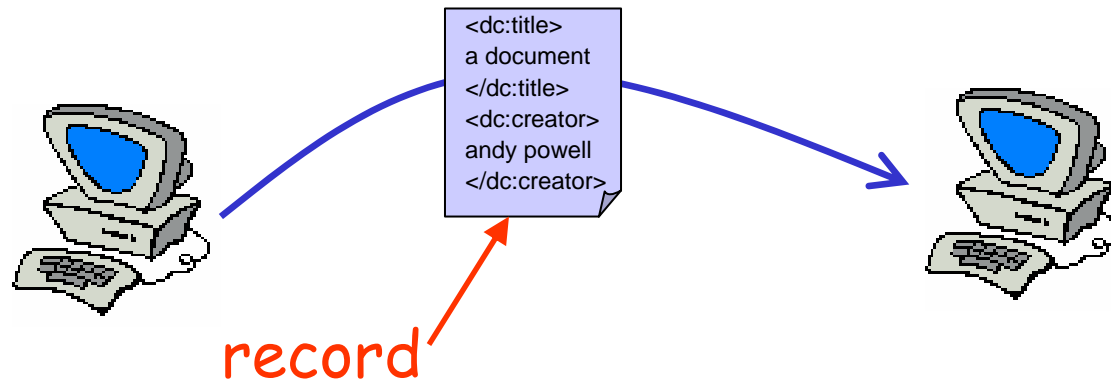 <dc:title>
a document
</dc:title>
<dc:creator>
andy powell
</dc:creator>
record